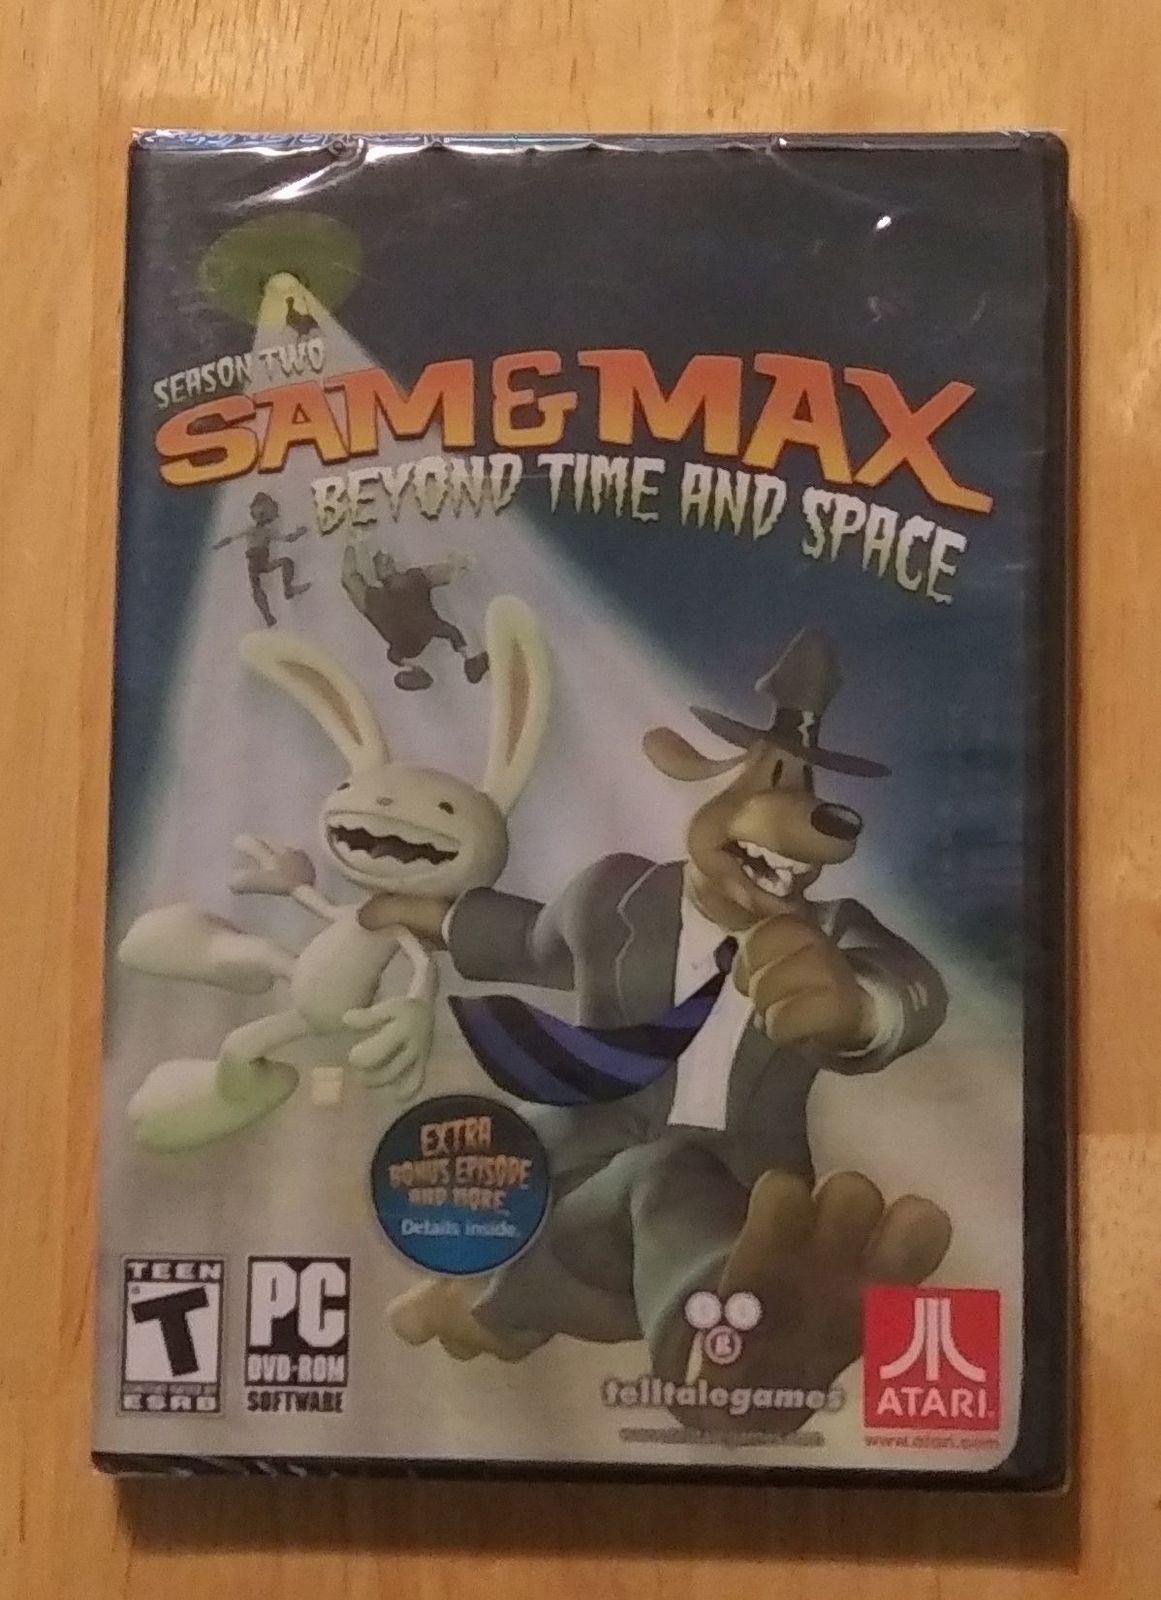 SEASON TWO
SAM & MAX
BEYOND TIME AND SPACE
EXTRA
BONUS EPISODE
AND MORE
Details inside.
TEEN
T
ESRB
PC
DVD-ROM
SOFTWARE
g
telltalegames
ATARI
www.atari.com